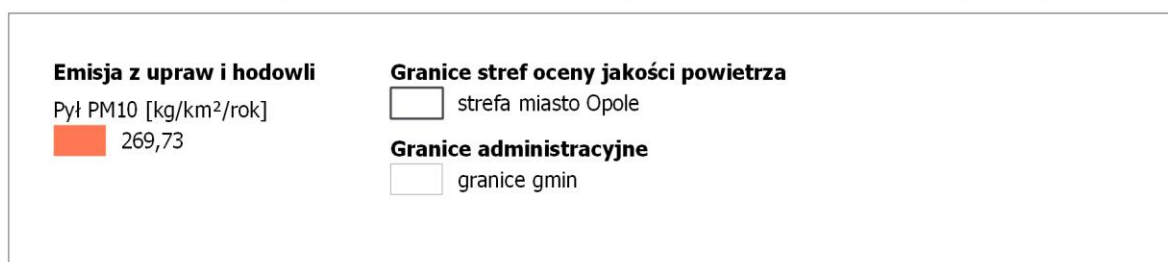 Emisja z upraw i hodowli
Pył PM10 [kg/km²/rok]
269,73
Granice stref oceny jakości powietrza
strefa miasto Opole
Granice administracyjne
granice gmin